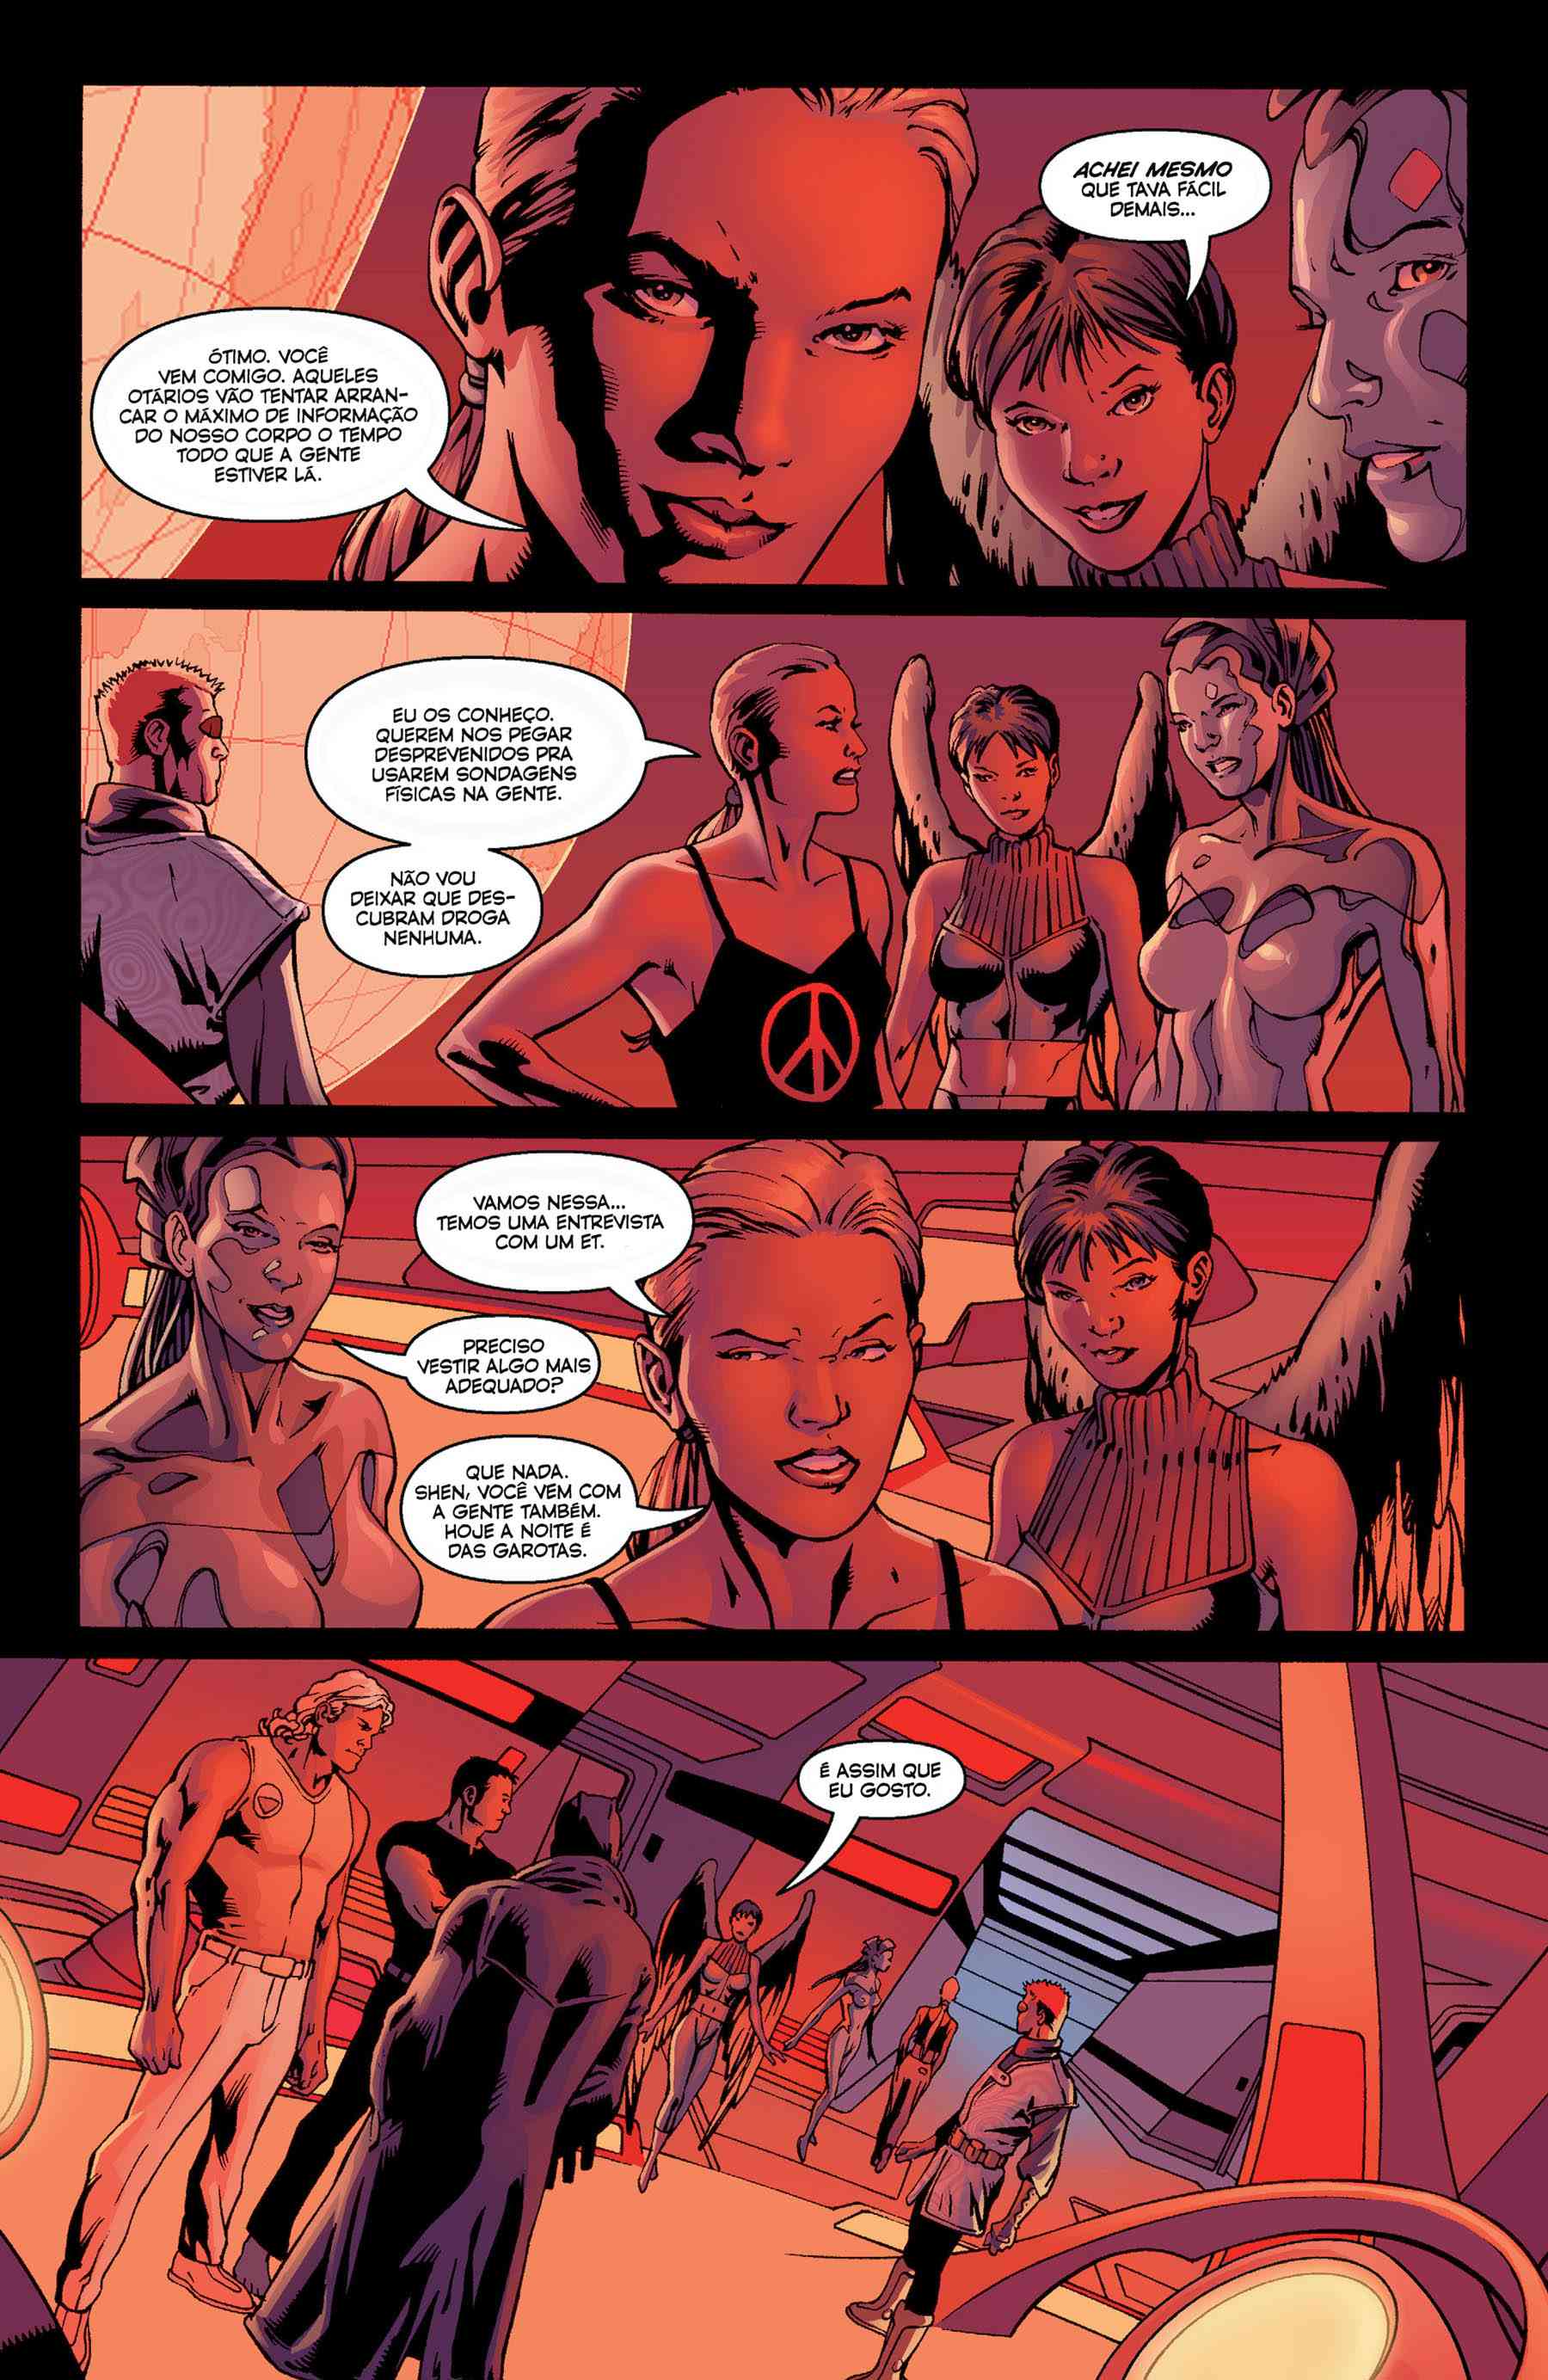 ÓTIMO. VOCÊ
VEM COMIGO. AQUELES
OTÁRIOS VÃO TENTAR ARRAN-
CAR O MÁXIMO DE INFORMAÇÃO
DO NOSSO CORPO O TEMPO
TODO QUE A GENTE
ESTIVER LÁ.
ACHEI MESMO
QUE TAVA FÁCIL
DEMAIS...
EU OS CONHEÇO.
QUEREM NOS PEGAR
DESPREVENIDOS PRA
USAREM SONDAGENS
FÍSICAS NA GENTE.
NÃO VOU
DEIXAR QUE DES-
CUBRAM DROGA
NENHUMA.
VAMOS NESSA...
TEMOS UMA ENTREVISTA
COM UM ET.
PRECISO
VESTIR ALGO MAIS
ADEQUADO?
QUE NADA.
SHEN, VOCÊ VEM COM
A GENTE TAMBÉM.
HOJE A NOITE É
DAS GAROTAS.
É ASSIM QUE
EU GOSTO.